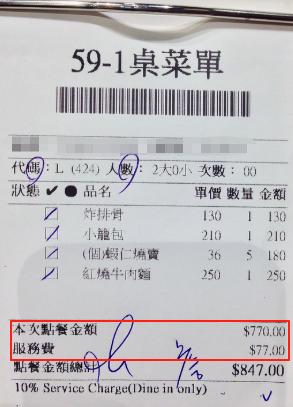 59-1桌菜單
代碼：L (424) 人數：2大0小 次數：00
狀態 ✔ ● 品名 單價 數量 金額
炸排骨 130 1 130
小籠包 210 1 210
(個)蝦仁燒賣 36 5 180
紅燒牛肉麵 250 1 250
本次點餐金額 $770.00
服務費 $77.00
點餐金額總計 $847.00
10% Service Charge(Dine in only)